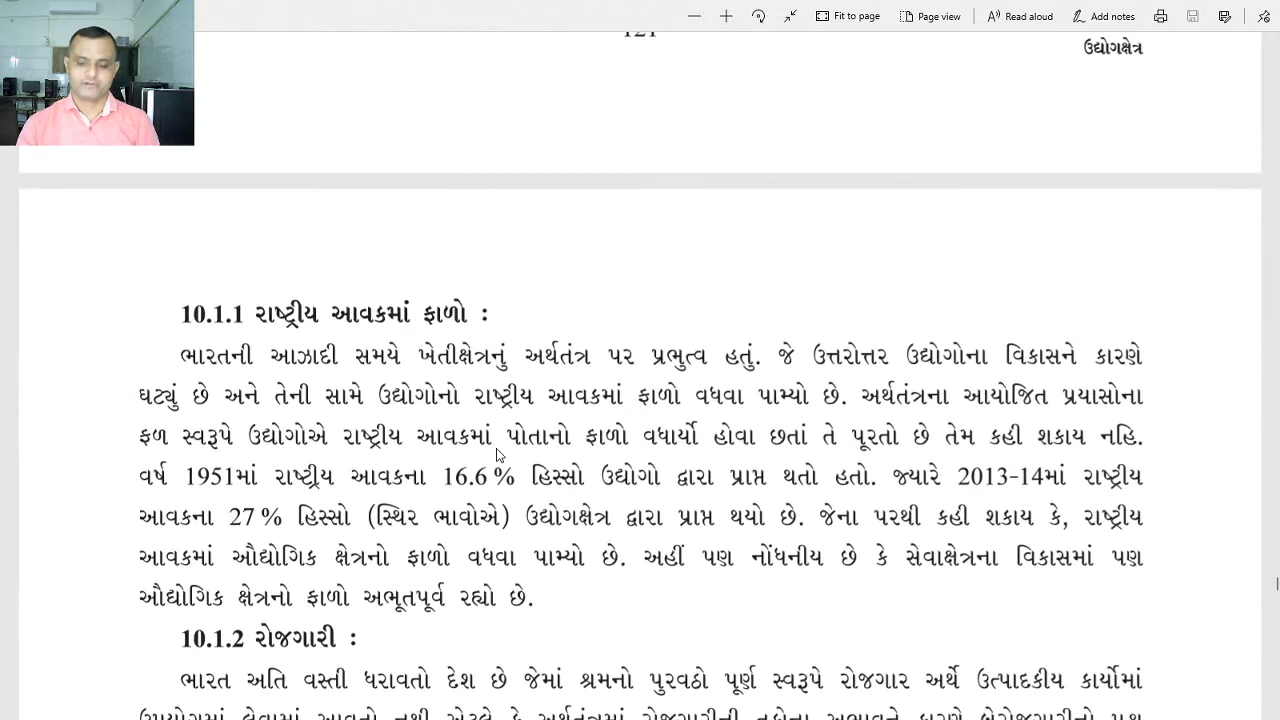 Fit to page
Page view
Read aloud
Add notes
121
ઉદ્યોગક્ષેત્ર
10.1.1 રાષ્ટ્રીય આવકમાં ફાળો :
ભારતની આઝાદી સમયે ખેતીક્ષેત્રનું અર્થતંત્ર પર પ્રભુત્વ હતું. જે ઉત્તરોત્તર ઉદ્યોગોના વિકાસને કારણે
ઘટ્યું છે અને તેની સામે ઉદ્યોગોનો રાષ્ટ્રીય આવકમાં ફાળો વધવા પામ્યો છે. અર્થતંત્રના આયોજિત પ્રયાસોના
ફળ સ્વરૂપે ઉદ્યોગોએ રાષ્ટ્રીય આવકમાં પોતાનો ફાળો વધાર્યો હોવા છતાં તે પૂરતો છે તેમ કહી શકાય નહિ.
વર્ષ 1951માં રાષ્ટ્રીય આવકના 16.6 % હિસ્સો ઉદ્યોગો દ્વારા પ્રાપ્ત થતો હતો. જ્યારે 2013-14માં રાષ્ટ્રીય
આવકના 27 % હિસ્સો (સ્થિર ભાવોએ) ઉદ્યોગક્ષેત્ર દ્વારા પ્રાપ્ત થયો છે. જેના પરથી કહી શકાય કે, રાષ્ટ્રીય
આવકમાં ઔદ્યોગિક ક્ષેત્રનો ફાળો વધવા પામ્યો છે. અહીં પણ નોંધનીય છે કે સેવાક્ષેત્રના વિકાસમાં પણ
ઔદ્યોગિક ક્ષેત્રનો ફાળો અભૂતપૂર્વ રહ્યો છે.
10.1.2 રોજગારી :
ભારત અતિ વસ્તી ધરાવતો દેશ છે જેમાં શ્રમનો પુરવઠો પૂર્ણ સ્વરૂપે રોજગાર અર્થે ઉત્પાદકીય કાર્યોમાં